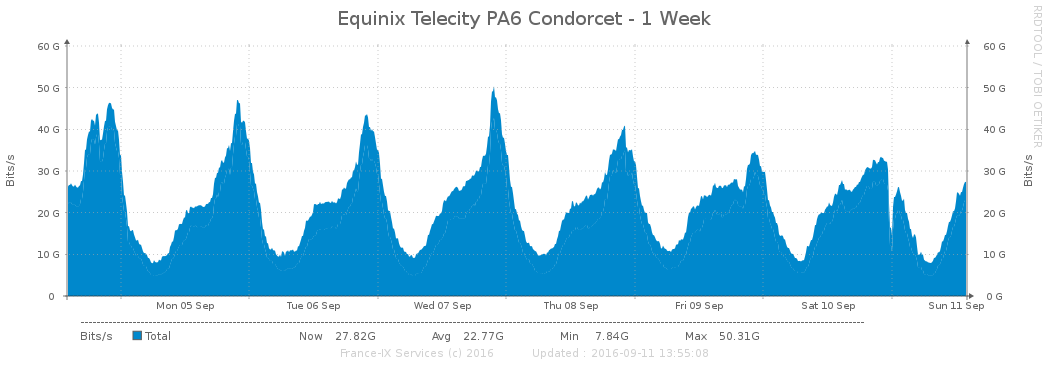 Equinix Telecity PA6 Condorcet - 1 Week
RRDTOOL / TOBI OETIKER
Bits/s
60 G
50 G
40 G
30 G
20 G
10 G
0
60 G
50 G
40 G
30 G
20 G
10 G
0 G
Bits/s
Mon 05 Sep Tue 06 Sep Wed 07 Sep Thu 08 Sep Fri 09 Sep Sat 10 Sep Sun 11 Sep
Bits/s Total Now 27.82G Avg 22.77G Min 7.84G Max 50.31G
France-IX Services (c) 2016 Updated : 2016-09-11 13:55:08